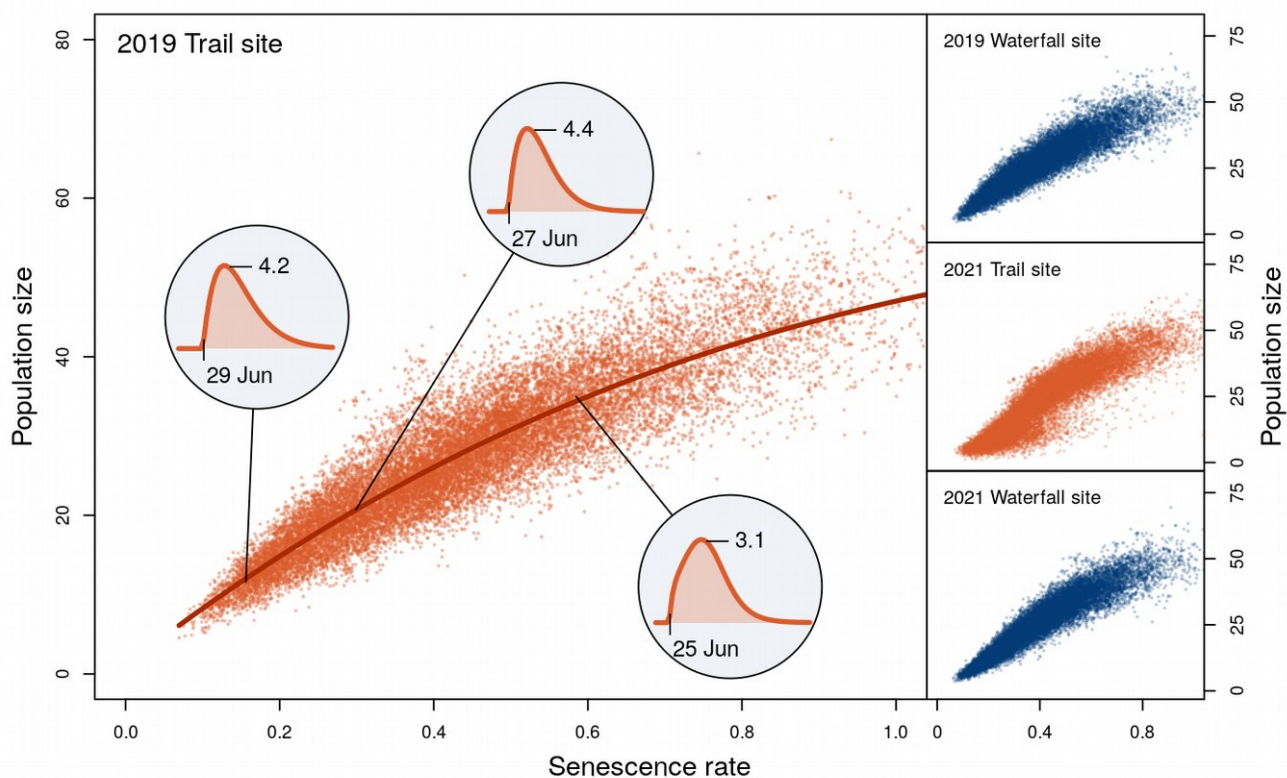 2019 Trail site
80
60
40
20
0
Population size
4.2
29 Jun
4.4
27 Jun
3.1
25 Jun
0.0 0.2 0.4 0.6 0.8 1.0
Senescence rate
2019 Waterfall site
75
50
25
0
2021 Trail site
75
50
25
0
2021 Waterfall site
75
50
25
0
0 0.4 0.8
Population size